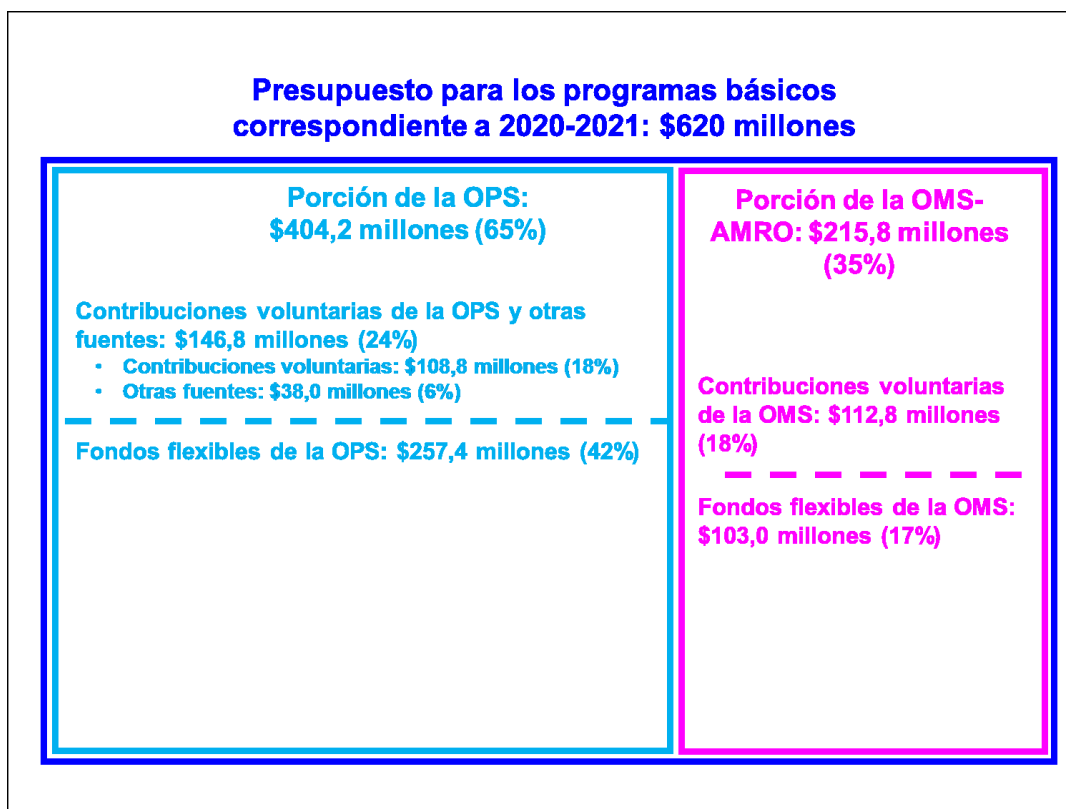 Presupuesto para los programas básicos
correspondiente a 2020-2021: $620 millones
Porción de la OPS:
$404,2 millones (65%)
Contribuciones voluntarias de la OPS y otras
fuentes: $146,8 millones (24%)
• Contribuciones voluntarias: $108,8 millones (18%)
• Otras fuentes: $38,0 millones (6%)
Fondos flexibles de la OPS: $257,4 millones (42%)
Porción de la OMS-
AMRO: $215,8 millones
(35%)
Contribuciones voluntarias
de la OMS: $112,8 millones
(18%)
Fondos flexibles de la OMS:
$103,0 millones (17%)